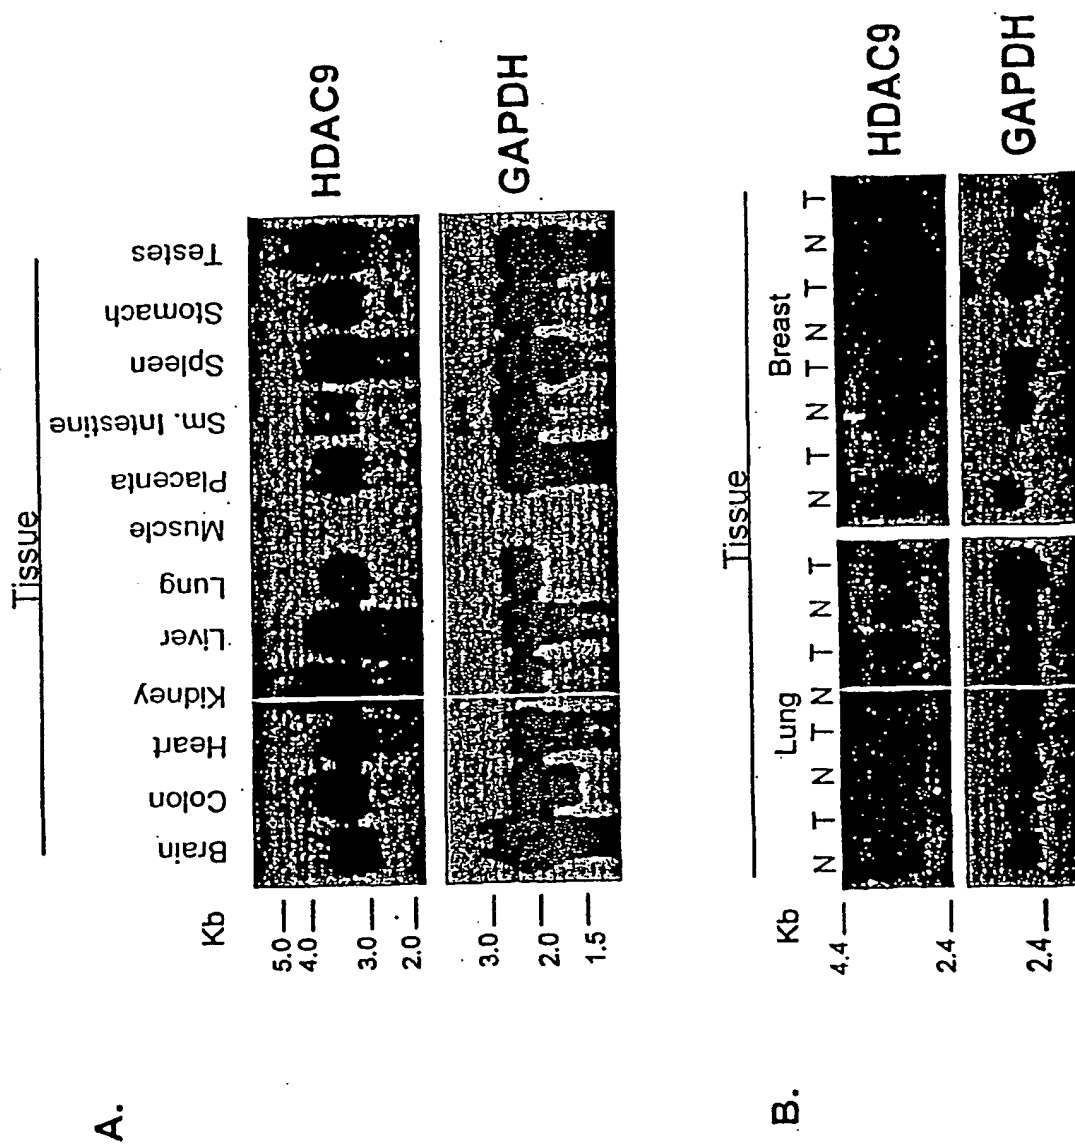 A.
Tissue
Kb
Brain
Colon
Heart
Kidney
Liver
Lung
Muscle
Placenta
Sm. Intestine
Spleen
Stomach
Testes
5.0
4.0
3.0
2.0
HDAC9
3.0
2.0
1.5
GAPDH
B.
Tissue
Lung Breast
Kb N T N T N T N T N T N T N T N T
4.4
2.4
HDAC9
2.4
GAPDH